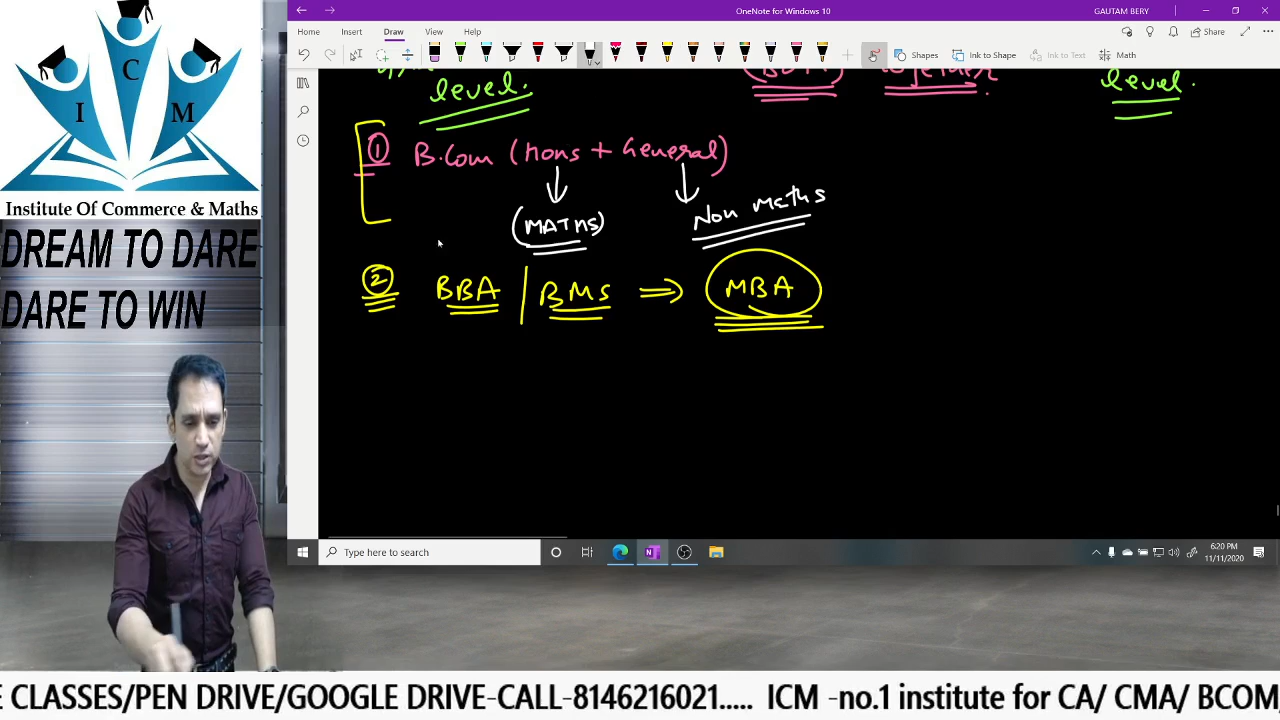 C
I
M
Institute Of Commerce & Maths
DREAM TO DARE
DARE TO WIN
OneNote for Windows 10
GAUTAM BERY
Home
Insert
Draw
View
Help
Share
Shapes
Ink to Shape
Ink to Text
Math
level.
level.
① B.Com (Hons + General)
(MATHS)
Non Maths
② BBA | BMS ⇒ MBA
Type here to search
6:20 PM
11/11/2020
E CLASSES/PEN DRIVE/GOOGLE DRIVE-CALL-8146216021..... ICM -no.1 institute for CA/ CMA/ BCOM/